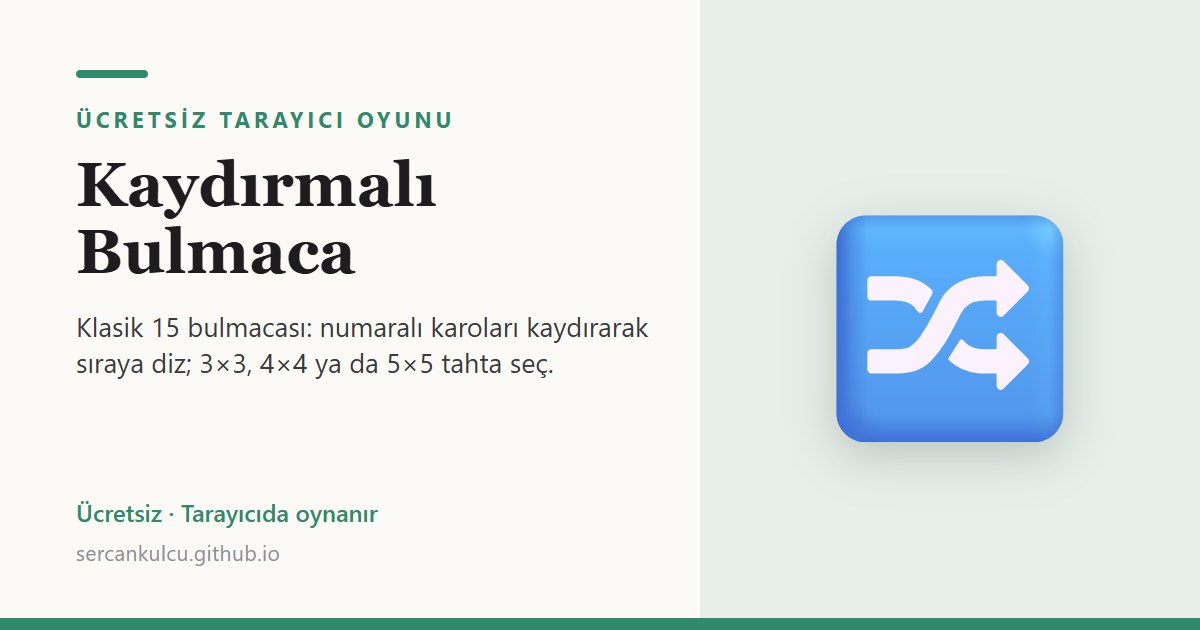 ÜCRETSİZ TARAYICI OYUNU
Kaydırmalı
Bulmaca
Klasik 15 bulmacası: numaralı karoları kaydırarak
sıraya diz; 3×3, 4×4 ya da 5×5 tahta seç.
Ücretsiz · Tarayıcıda oynanır
sercankulcu.github.io